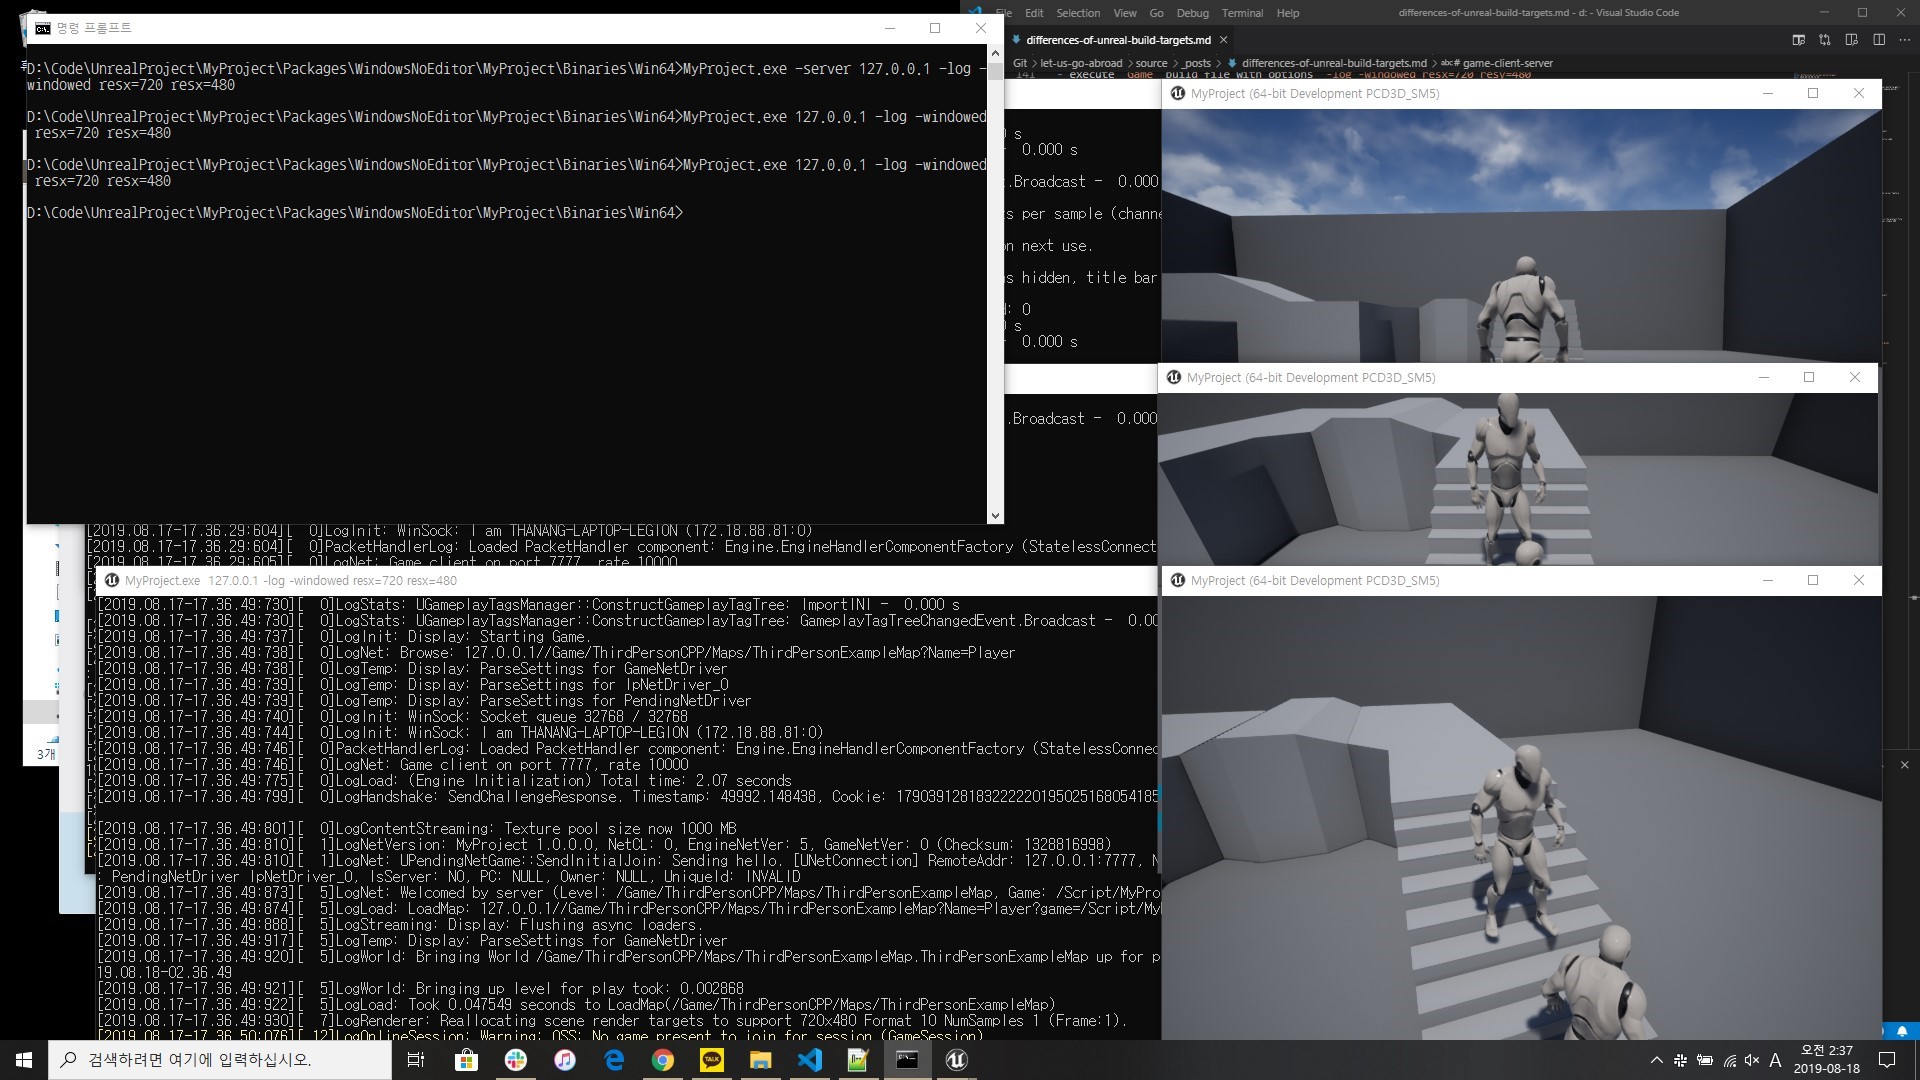 명령 프롬프트
D:\Code\UnrealProject\MyProject\Packages\WindowsNoEditor\MyProject\Binaries\Win64>MyProject.exe -server 127.0.0.1 -log -
windowed resx=720 resx=480
D:\Code\UnrealProject\MyProject\Packages\WindowsNoEditor\MyProject\Binaries\Win64>MyProject.exe 127.0.0.1 -log -windowed
resx=720 resx=480
D:\Code\UnrealProject\MyProject\Packages\WindowsNoEditor\MyProject\Binaries\Win64>MyProject.exe 127.0.0.1 -log -windowed
resx=720 resx=480
D:\Code\UnrealProject\MyProject\Packages\WindowsNoEditor\MyProject\Binaries\Win64>
File Edit Selection View Go Debug Terminal Help
differences-of-unreal-build-targets.md - d: - Visual Studio Code
differences-of-unreal-build-targets.md
Git > let-us-go-abroad > source > _posts > differences-of-unreal-build-targets.md > abc# game-client-server
141 - execute `Game` build file with options `-log -windowed resx=720 resy=480`
s
0.000 s
.Broadcast - 0.000
s per sample (channe
on next use.
s hidden, title bar
: 0
s
0.000 s
.Broadcast - 0.000
MyProject (64-bit Development PCD3D_SM5)
MyProject (64-bit Development PCD3D_SM5)
MyProject (64-bit Development PCD3D_SM5)
[2019.08.17-17.36.29:604][ 0]LogInit: WinSock: I am THANANG-LAPTOP-LEGION (172.18.88.81:0)
[2019.08.17-17.36.29:604][ 0]PacketHandlerLog: Loaded PacketHandler component: Engine.EngineHandlerComponentFactory (StatelessConnect
[2019.08.17-17.36.29:605][ 0]LogNet: Game client on port 7777, rate 10000
MyProject.exe 127.0.0.1 -log -windowed resx=720 resx=480
[2019.08.17-17.36.49:730][ 0]LogStats: UGameplayTagsManager::ConstructGameplayTagTree: ImportINI - 0.000 s
[2019.08.17-17.36.49:730][ 0]LogStats: UGameplayTagsManager::ConstructGameplayTagTree: GameplayTagTreeChangedEvent.Broadcast - 0.00
[2019.08.17-17.36.49:737][ 0]LogInit: Display: Starting Game.
[2019.08.17-17.36.49:738][ 0]LogNet: Browse: 127.0.0.1//Game/ThirdPersonCPP/Maps/ThirdPersonExampleMap?Name=Player
[2019.08.17-17.36.49:738][ 0]LogTemp: Display: ParseSettings for GameNetDriver
[2019.08.17-17.36.49:739][ 0]LogTemp: Display: ParseSettings for IpNetDriver_0
[2019.08.17-17.36.49:739][ 0]LogTemp: Display: ParseSettings for PendingNetDriver
[2019.08.17-17.36.49:740][ 0]LogInit: WinSock: Socket queue 32768 / 32768
[2019.08.17-17.36.49:744][ 0]LogInit: WinSock: I am THANANG-LAPTOP-LEGION (172.18.88.81:0)
[2019.08.17-17.36.49:746][ 0]PacketHandlerLog: Loaded PacketHandler component: Engine.EngineHandlerComponentFactory (StatelessConnec
[2019.08.17-17.36.49:746][ 0]LogNet: Game client on port 7777, rate 10000
[2019.08.17-17.36.49:775][ 0]LogLoad: (Engine Initialization) Total time: 2.07 seconds
[2019.08.17-17.36.49:799][ 0]LogHandshake: SendChallengeResponse. Timestamp: 49992.148438, Cookie: 179039128183222220195025168054185
[2019.08.17-17.36.49:801][ 0]LogContentStreaming: Texture pool size now 1000 MB
[2019.08.17-17.36.49:810][ 1]LogNetVersion: MyProject 1.0.0.0, NetCL: 0, EngineNetVer: 5, GameNetVer: 0 (Checksum: 1328816998)
[2019.08.17-17.36.49:810][ 1]LogNet: UPendingNetGame::SendInitialJoin: Sending hello. [UNetConnection] RemoteAddr: 127.0.0.1:7777, N
: PendingNetDriver IpNetDriver_0, IsServer: NO, PC: NULL, Owner: NULL, UniqueId: INVALID
[2019.08.17-17.36.49:873][ 5]LogNet: Welcomed by server (Level: /Game/ThirdPersonCPP/Maps/ThirdPersonExampleMap, Game: /Script/MyPro
[2019.08.17-17.36.49:874][ 5]LogLoad: LoadMap: 127.0.0.1//Game/ThirdPersonCPP/Maps/ThirdPersonExampleMap?Name=Player?game=/Script/My
[2019.08.17-17.36.49:888][ 5]LogStreaming: Display: Flushing async loaders.
[2019.08.17-17.36.49:917][ 5]LogTemp: Display: ParseSettings for GameNetDriver
[2019.08.17-17.36.49:920][ 5]LogWorld: Bringing World /Game/ThirdPersonCPP/Maps/ThirdPersonExampleMap.ThirdPersonExampleMap up for p
19.08.18-02.36.49
[2019.08.17-17.36.49:921][ 5]LogWorld: Bringing up level for play took: 0.002868
[2019.08.17-17.36.49:922][ 5]LogLoad: Took 0.047549 seconds to LoadMap(/Game/ThirdPersonCPP/Maps/ThirdPersonExampleMap)
[2019.08.17-17.36.49:930][ 7]LogRenderer: Reallocating scene render targets to support 720x480 Format 10 NumSamples 1 (Frame:1).
[2019.08.17-17.36.50:076][ 12]LogOnlineSession: Warning: OSS: No game present to join for session (GameSession)
3개
검색하려면 여기에 입력하십시오.
TALK
A
오전 2:37
2019-08-18